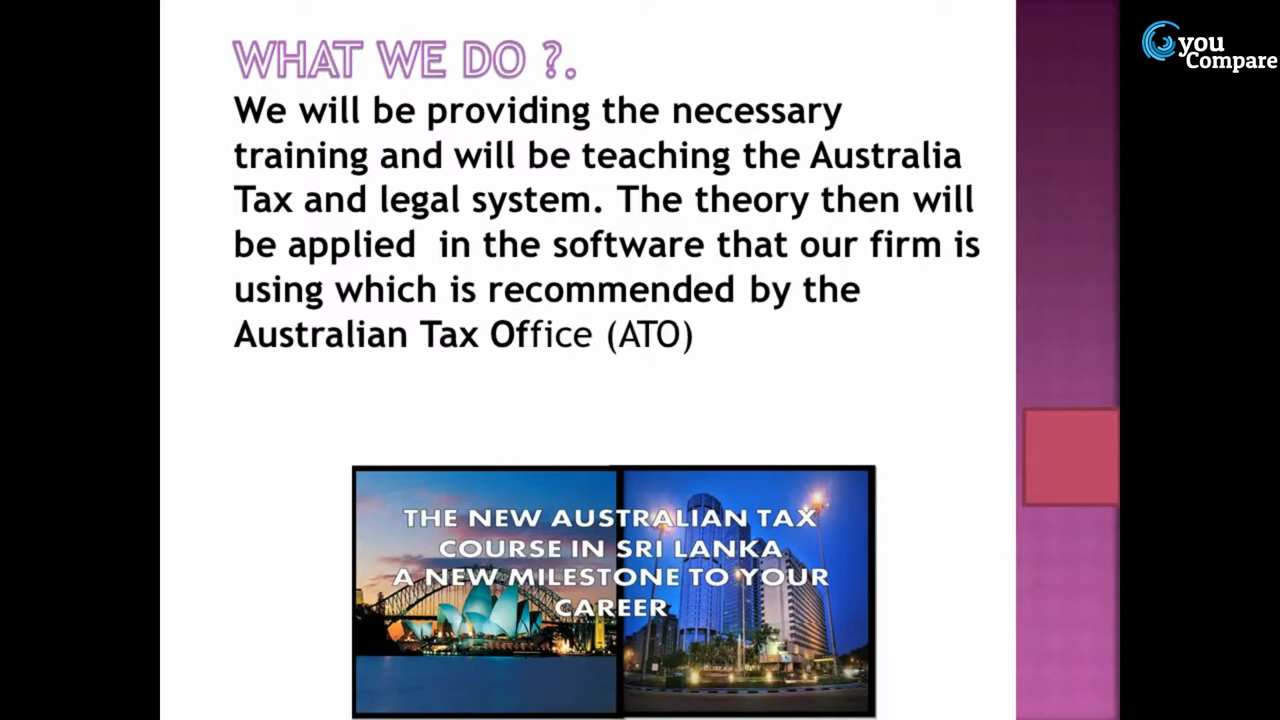 WHAT WE DO ?.
We will be providing the necessary
training and will be teaching the Australia
Tax and legal system. The theory then will
be applied  in the software that our firm is
using which is recommended by the
Australian Tax Office (ATO)
THE NEW AUSTRALIAN TAX
COURSE IN SRI LANKA
A NEW MILESTONE TO YOUR
CAREER
you
Compare